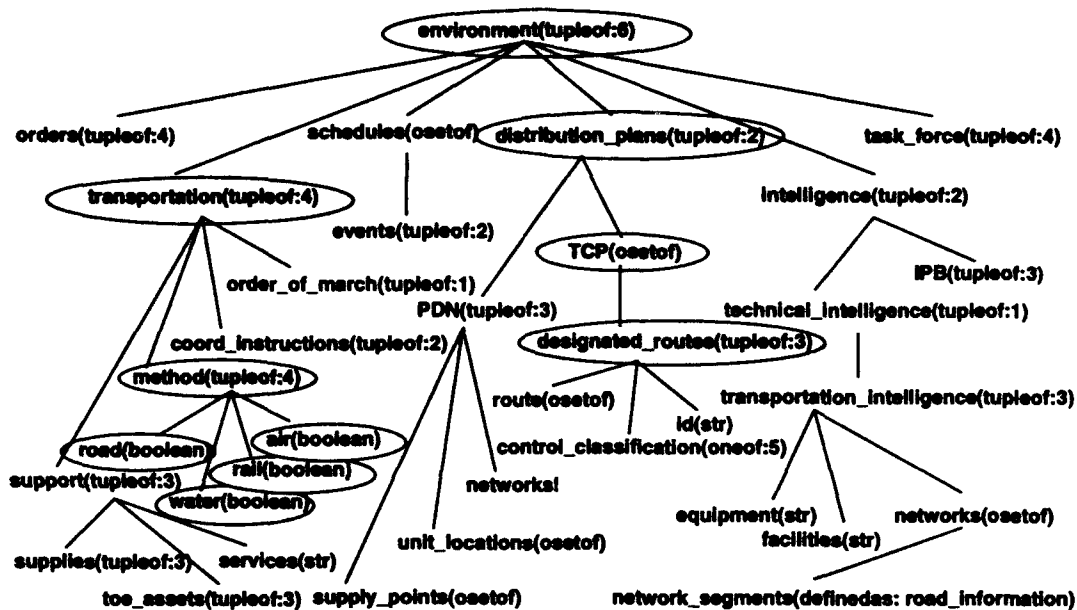 environment(tupleof:6)
orders(tupleof:4)
schedules(osetof)
distribution_plans(tupleof:2)
task_force(tupleof:4)
transportation(tupleof:4)
intelligence(tupleof:2)
events(tupleof:2)
TCP(osetof)
order_of_march(tupleof:1)
IPB(tupleof:3)
PDN(tupleof:3)
technical_intelligence(tupleof:1)
coord_instructions(tupleof:2)
designated_routes(tupleof:3)
method(tupleof:4)
route(osetof)
transportation_intelligence(tupleof:3)
id(str)
road(boolean)
air(boolean)
control_classification(oneof:5)
support(tupleof:3)
rail(boolean)
networks!
water(boolean)
equipment(str)
networks(osetof)
facilities(str)
unit_locations(osetof)
supplies(tupleof:3)
services(str)
toe_assets(tupleof:3)
supply_points(osetof)
network_segments(definedas: road_information)